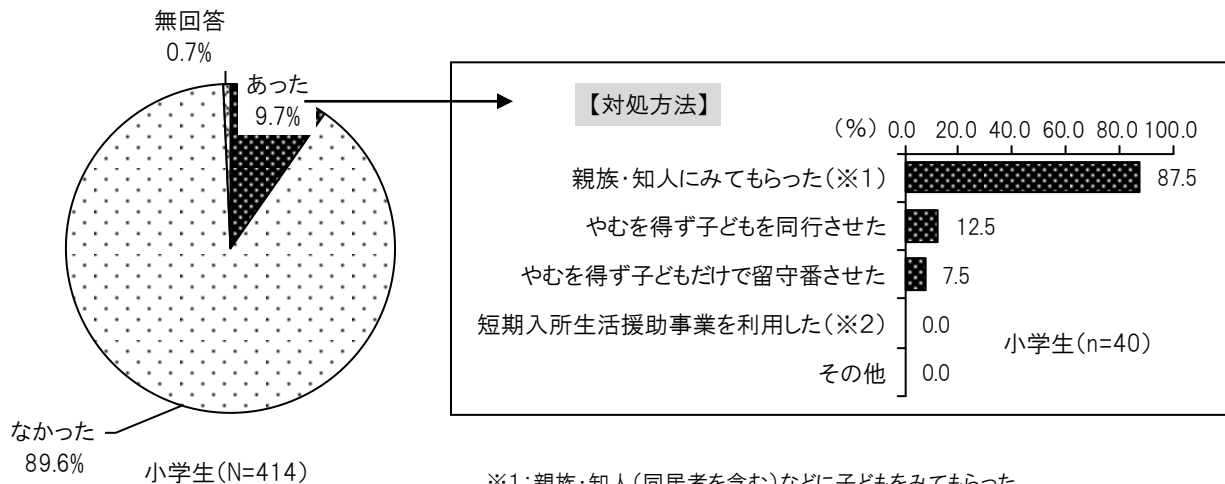 無回答
0.7%
あった
9.7%
なかった
89.6%
小学生(N=414)
【対処方法】
(%) 0.0 20.0 40.0 60.0 80.0 100.0
親族・知人にみてもらった(※1) 87.5
やむを得ず子どもを同行させた 12.5
やむを得ず子どもだけで留守番させた 7.5
短期入所生活援助事業を利用した(※2) 0.0
その他 0.0
小学生(n=40)
※1:親族・知人(同居者を含む)などに子どもをみてもらった